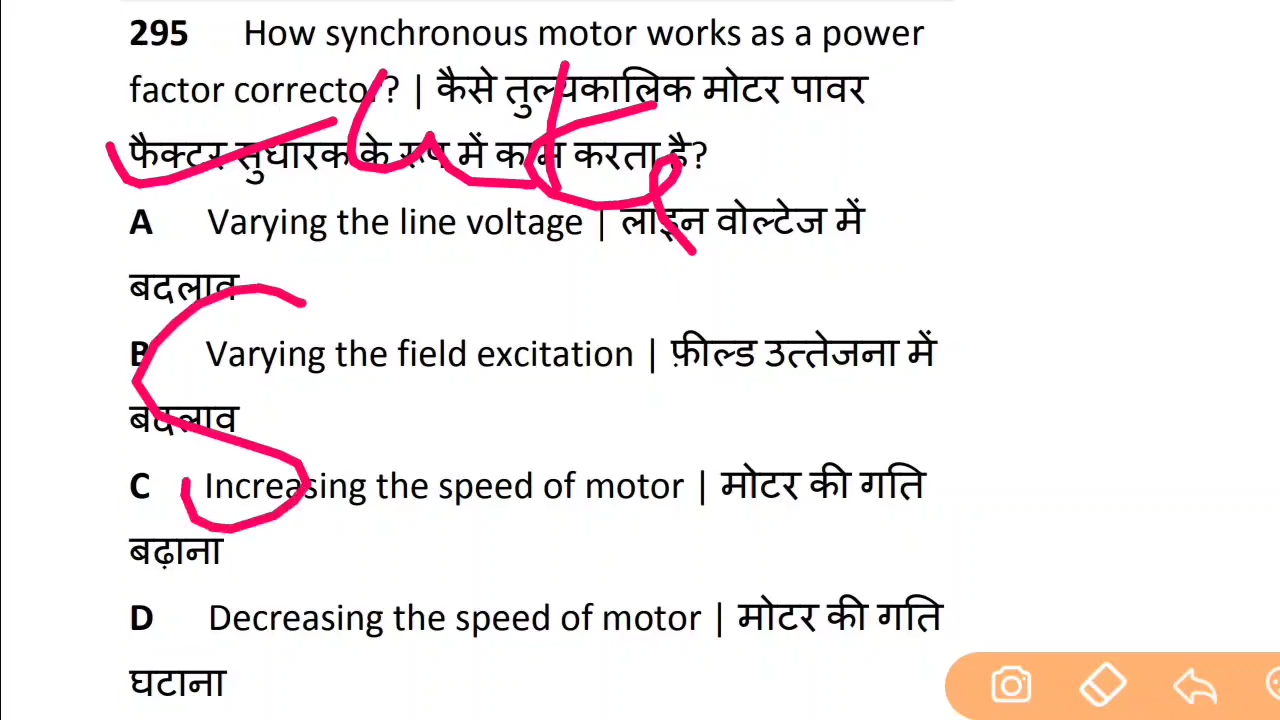 295 How synchronous motor works as a power
factor corrector? | कैसे तुल्यकालिक मोटर पावर
फैक्टर सुधारक के रूप में काम करता है?
A Varying the line voltage | लाइन वोल्टेज में
बदलाव
B Varying the field excitation | फ़ील्ड उत्तेजना में
बदलाव
C Increasing the speed of motor | मोटर की गति
बढ़ाना
D Decreasing the speed of motor | मोटर की गति
घटाना